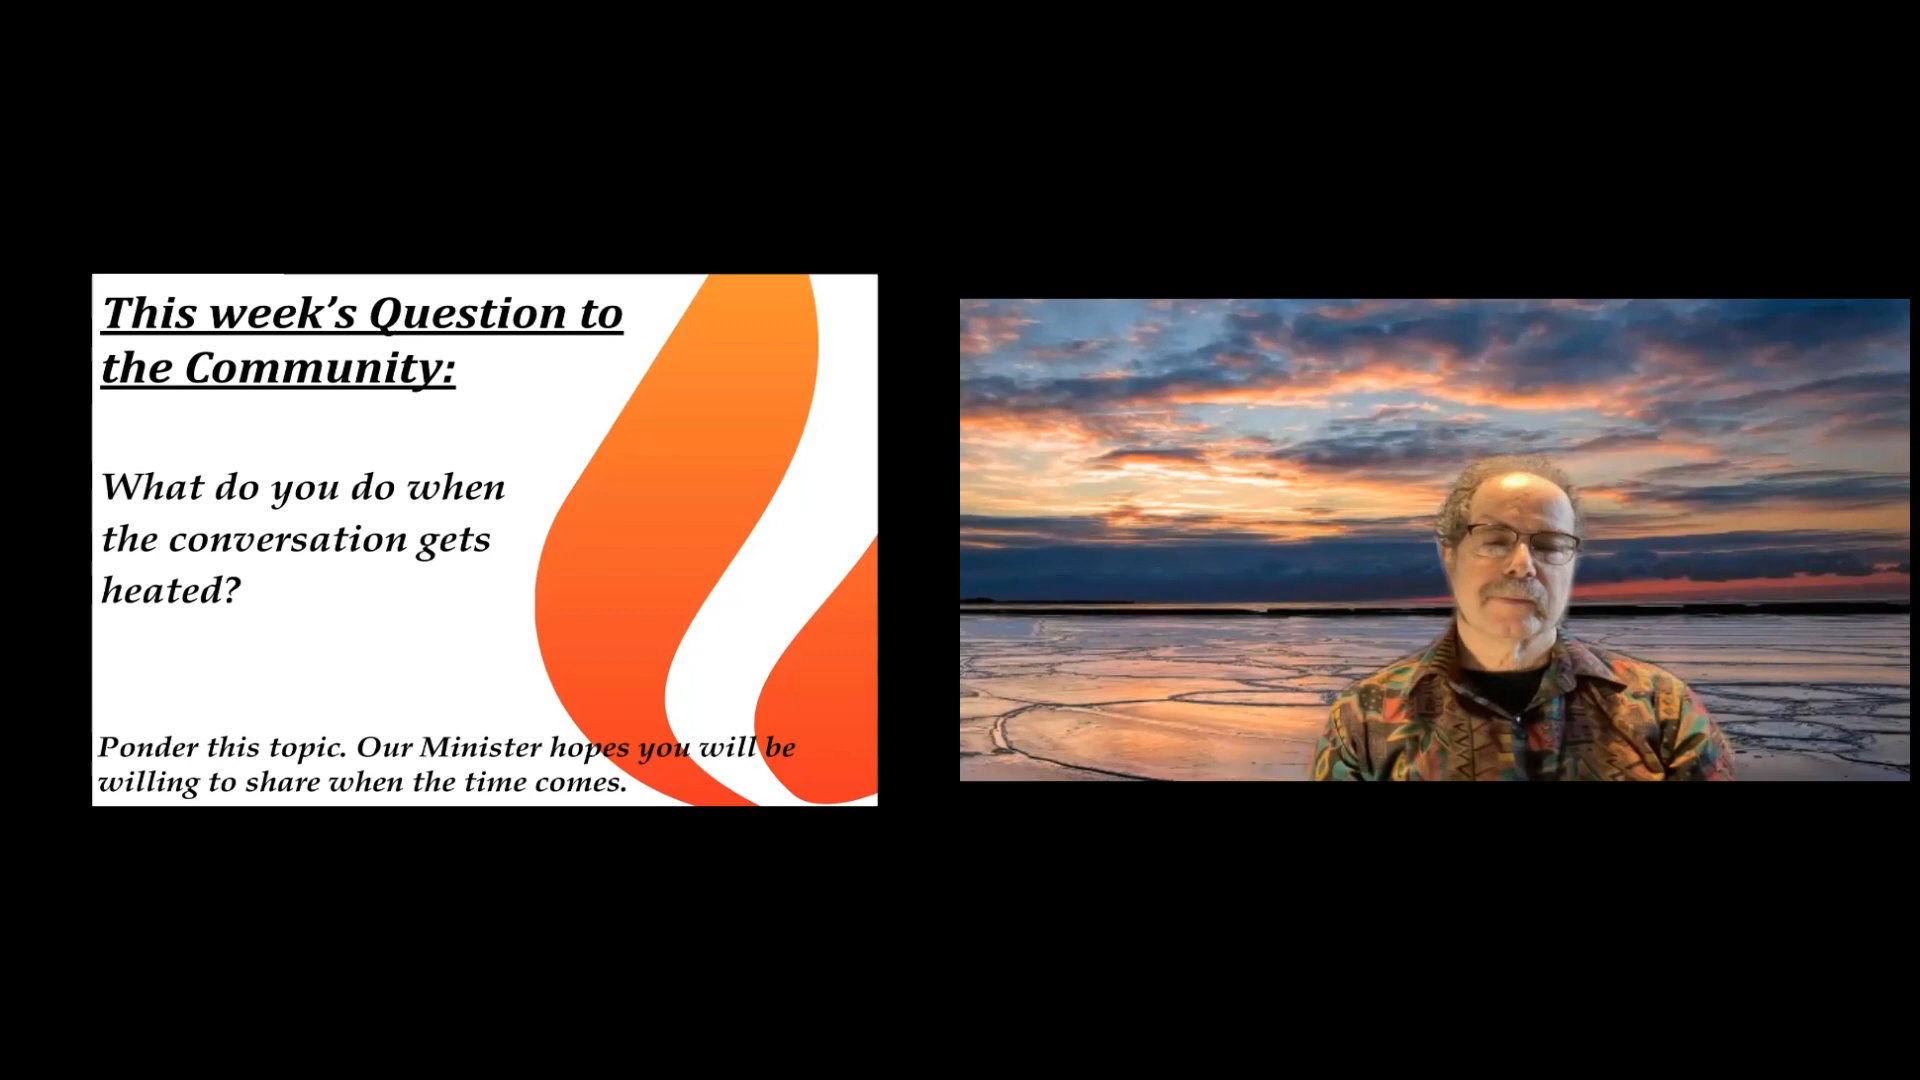 This week’s Question to
the Community:
What do you do when
the conversation gets
heated?
Ponder this topic. Our Minister hopes you will be
willing to share when the time comes.